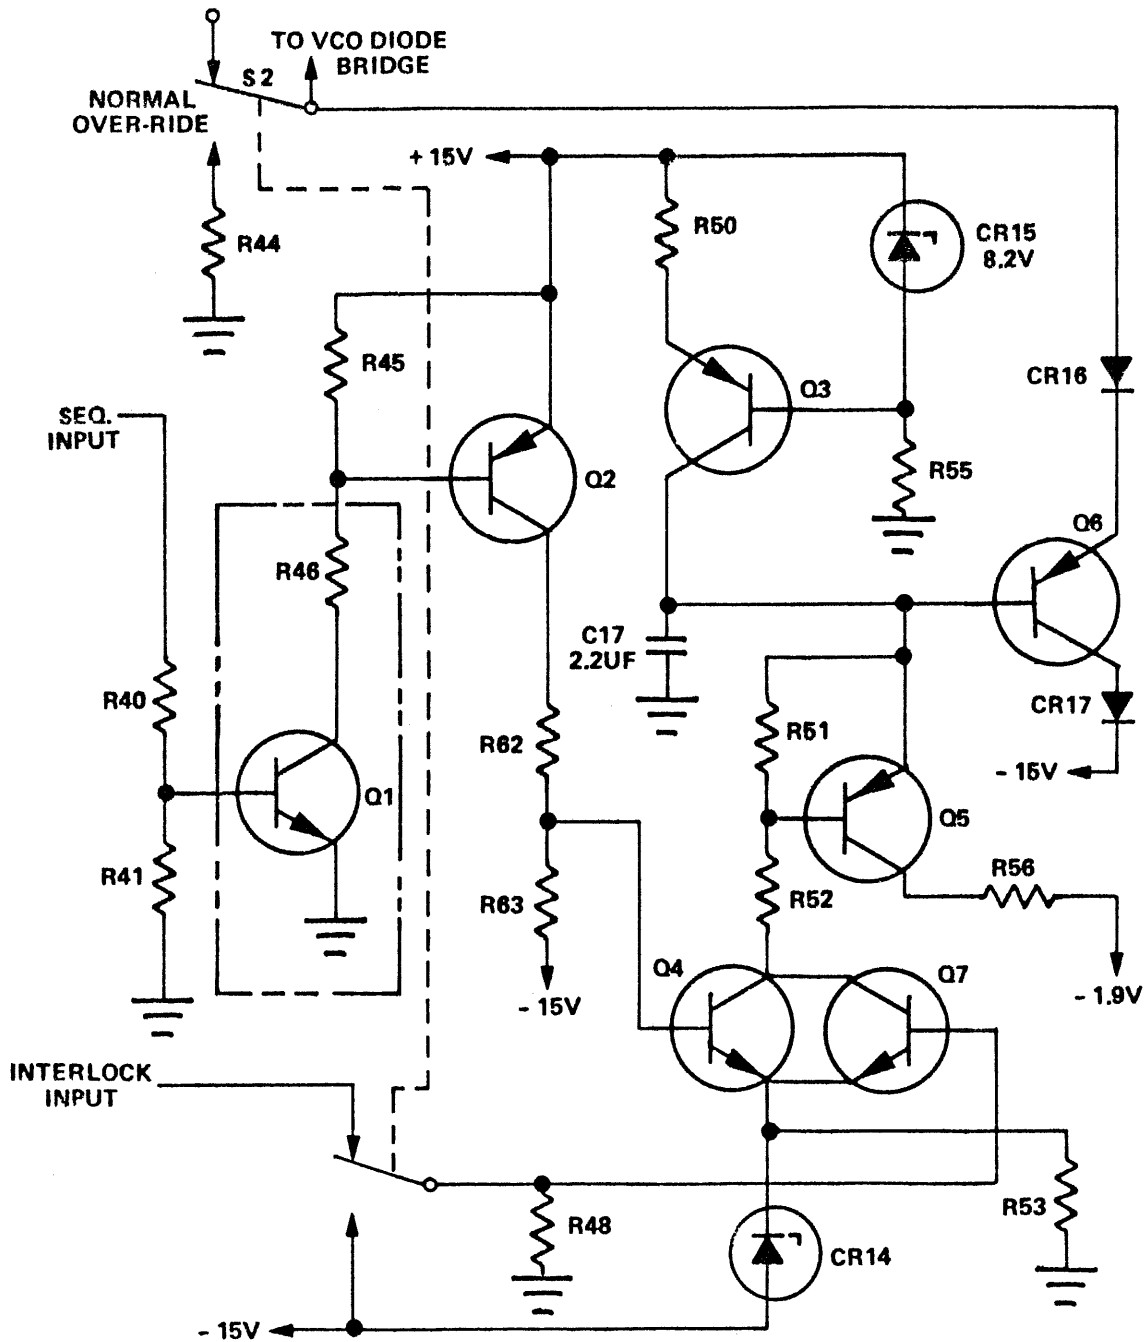 TO VCO DIODE
BRIDGE
S2
NORMAL
OVER-RIDE
+ 15V
R50
CR15
8.2V
R44
R45
CR16
Q3
SEQ.
INPUT
R55
Q2
Q6
R46
C17
2.2UF
R40
CR17
R51
R62
- 15V
Q1
Q5
R41
R56
R52
R63
Q4
Q7
- 15V
- 1.9V
INTERLOCK
INPUT
R53
R48
CR14
- 15V